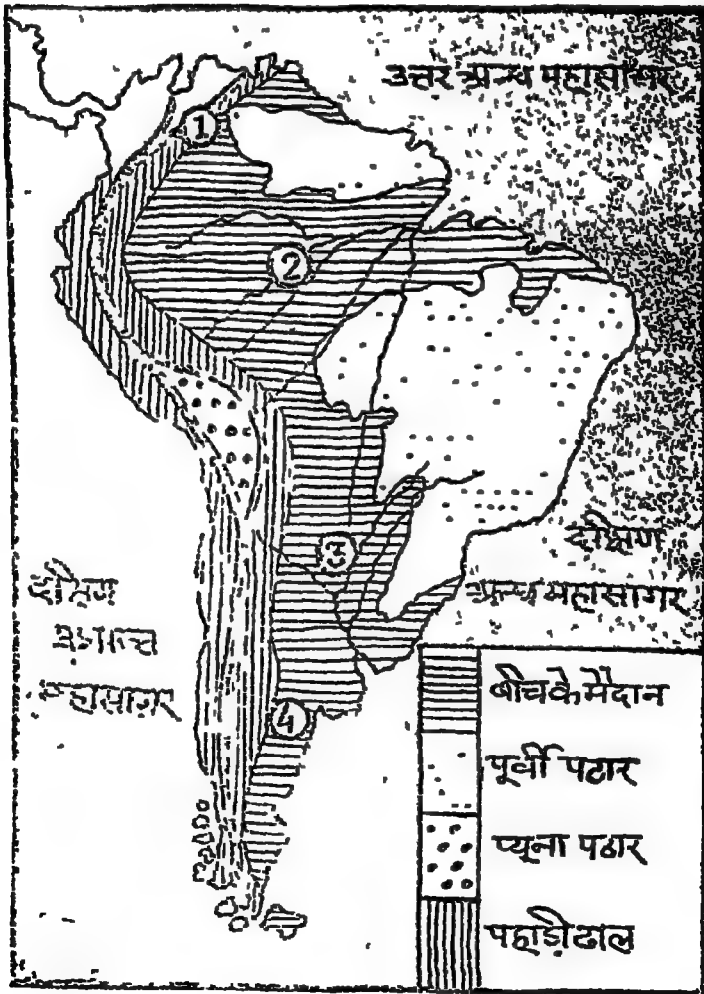 उत्तर अन्ध महासागर
1
2
दक्षिण
3
अन्ध महासागर
दक्षिण
महासागर
बीच के मैदान
4
पूर्वी पठार
प्यूना पठार
पहाड़ी ढाल